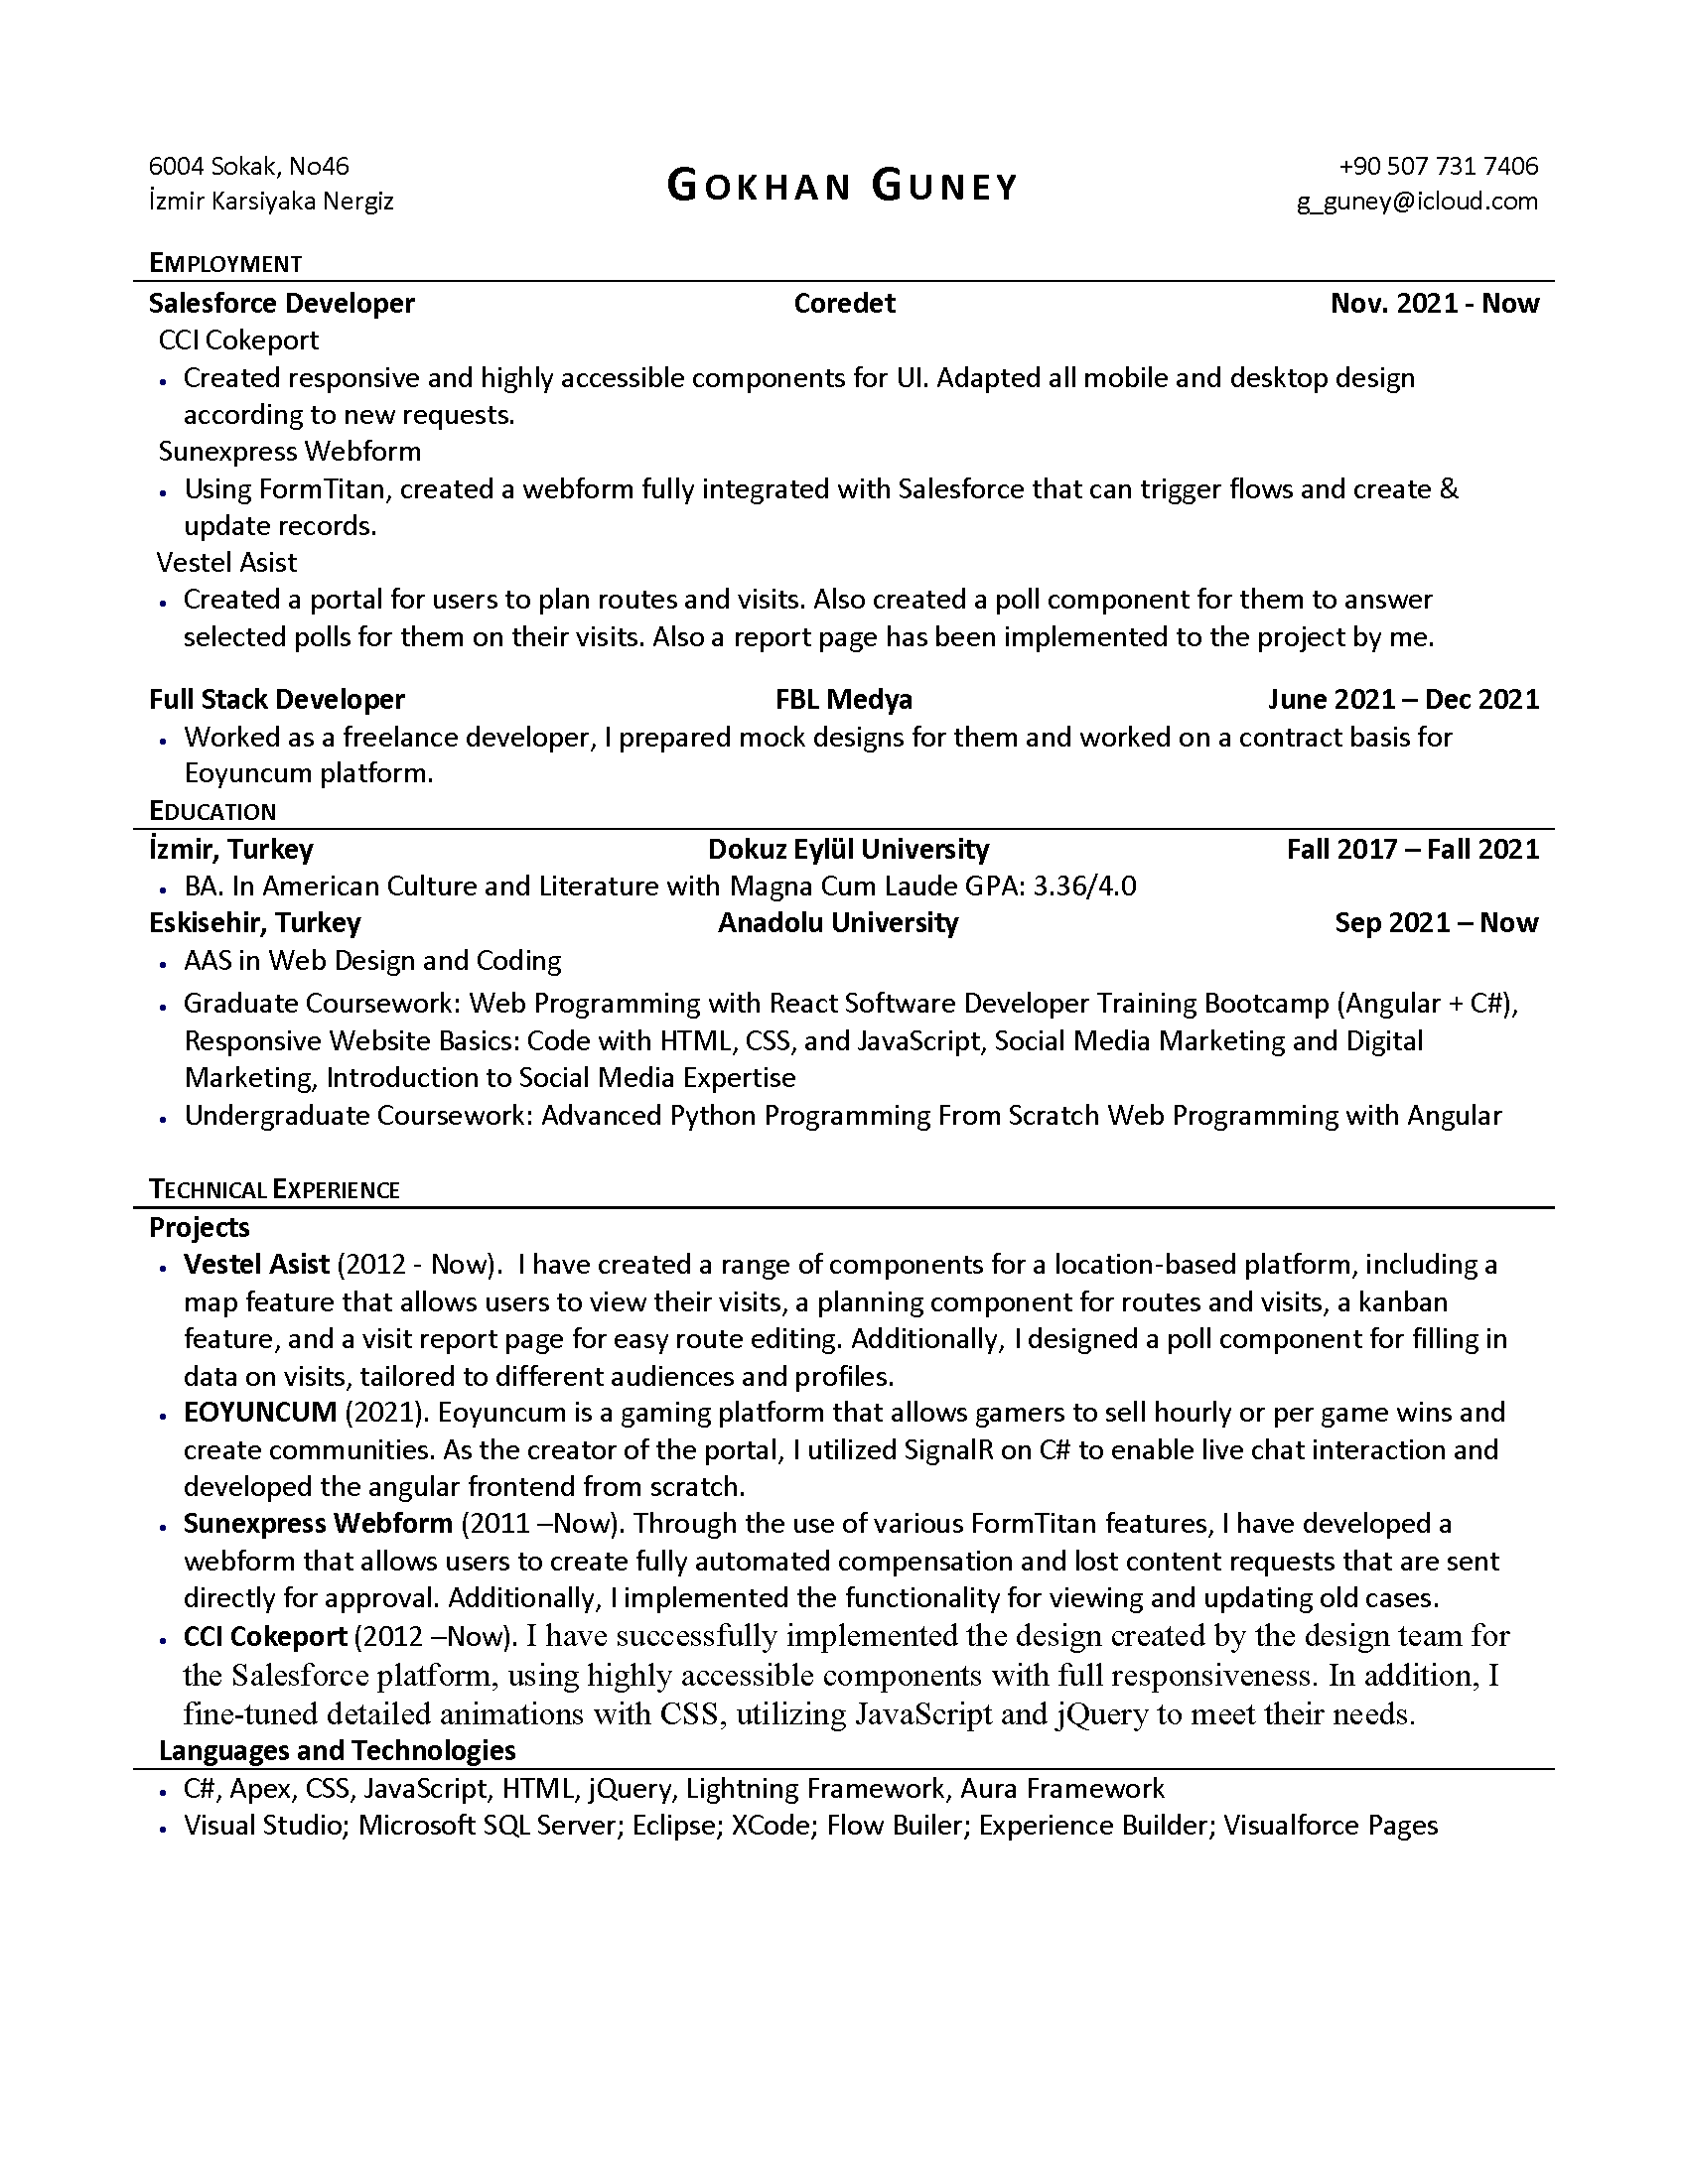 6004 Sokak, No46
İzmir Karsiyaka Nergiz
GOKHAN GUNEY
+90 507 731 7406
g_guney@icloud.com
EMPLOYMENT
Salesforce Developer Coredet Nov. 2021 - Now
CCI Cokeport
• Created responsive and highly accessible components for UI. Adapted all mobile and desktop design
according to new requests.
Sunexpress Webform
• Using FormTitan, created a webform fully integrated with Salesforce that can trigger flows and create &
update records.
Vestel Asist
• Created a portal for users to plan routes and visits. Also created a poll component for them to answer
selected polls for them on their visits. Also a report page has been implemented to the project by me.
Full Stack Developer FBL Medya June 2021 – Dec 2021
• Worked as a freelance developer, I prepared mock designs for them and worked on a contract basis for
Eoyuncum platform.
EDUCATION
İzmir, Turkey Dokuz Eylül University Fall 2017 – Fall 2021
• BA. In American Culture and Literature with Magna Cum Laude GPA: 3.36/4.0
Eskisehir, Turkey Anadolu University Sep 2021 – Now
• AAS in Web Design and Coding
• Graduate Coursework: Web Programming with React Software Developer Training Bootcamp (Angular + C#),
Responsive Website Basics: Code with HTML, CSS, and JavaScript, Social Media Marketing and Digital
Marketing, Introduction to Social Media Expertise
• Undergraduate Coursework: Advanced Python Programming From Scratch Web Programming with Angular
TECHNICAL EXPERIENCE
Projects
• Vestel Asist (2012 - Now). I have created a range of components for a location-based platform, including a
map feature that allows users to view their visits, a planning component for routes and visits, a kanban
feature, and a visit report page for easy route editing. Additionally, I designed a poll component for filling in
data on visits, tailored to different audiences and profiles.
• EOYUNCUM (2021). Eoyuncum is a gaming platform that allows gamers to sell hourly or per game wins and
create communities. As the creator of the portal, I utilized SignalR on C# to enable live chat interaction and
developed the angular frontend from scratch.
• Sunexpress Webform (2011 –Now). Through the use of various FormTitan features, I have developed a
webform that allows users to create fully automated compensation and lost content requests that are sent
directly for approval. Additionally, I implemented the functionality for viewing and updating old cases.
• CCI Cokeport (2012 –Now). I have successfully implemented the design created by the design team for
the Salesforce platform, using highly accessible components with full responsiveness. In addition, I
fine-tuned detailed animations with CSS, utilizing JavaScript and jQuery to meet their needs.
Languages and Technologies
• C#, Apex, CSS, JavaScript, HTML, jQuery, Lightning Framework, Aura Framework
• Visual Studio; Microsoft SQL Server; Eclipse; XCode; Flow Builer; Experience Builder; Visualforce Pages